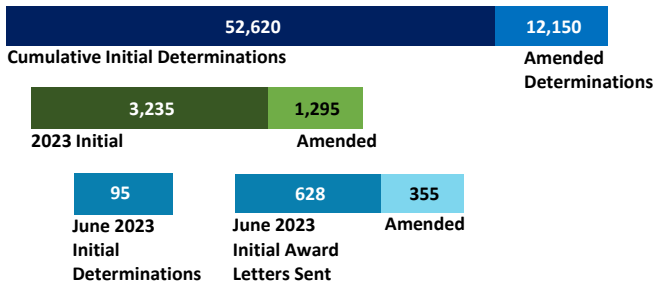 52,620 12,150
Cumulative Initial Determinations Amended
Determinations
3,235 1,295
2023 Initial Amended
95 628 355
June 2023 June 2023 Amended
Initial Initial Award
Determinations Letters Sent